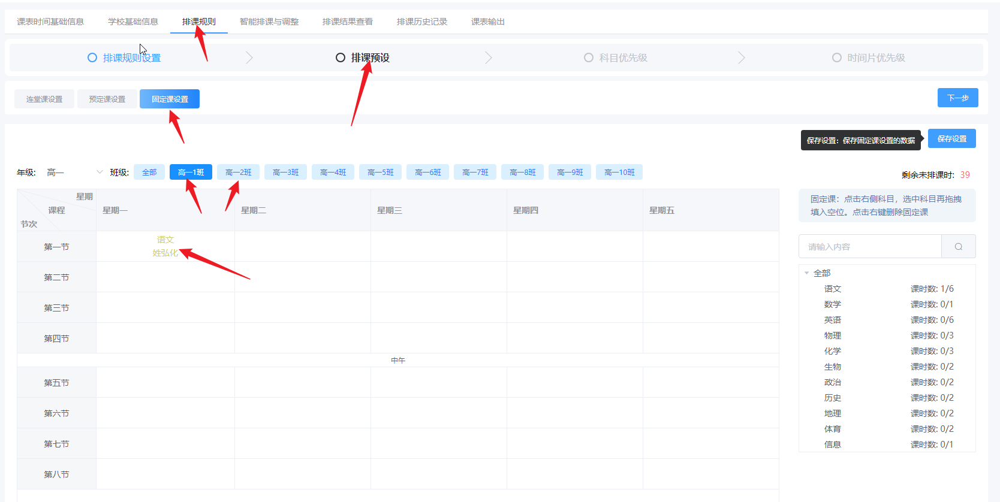 课表时间基础信息 学校基础信息 排课规则 智能排课与调整 排课结果查看 排课历史记录 课表输出
排课规则设置 排课预设 科目优先级 时间片优先级
连堂课设置 预定课设置 固定课设置 下一步
保存设置：保存固定课设置的数据 保存设置
年级: 高一 班级: 全部 高一1班 高一2班 高一3班 高一4班 高一5班 高一6班 高一7班 高一8班 高一9班 高一10班
剩余未排课时: 39
星期
课程
节次
星期一 星期二 星期三 星期四 星期五
第一节
语文
姓弘化
第二节
第三节
第四节
中午
第五节
第六节
第七节
第八节
固定课：点击右侧科目，选中科目再拖拽
填入空位。点击右键删除固定课
请输入内容
全部
语文 课时数: 1/6
数学 课时数: 0/1
英语 课时数: 0/6
物理 课时数: 0/3
化学 课时数: 0/3
生物 课时数: 0/2
政治 课时数: 0/2
历史 课时数: 0/2
地理 课时数: 0/2
体育 课时数: 0/2
信息 课时数: 0/1